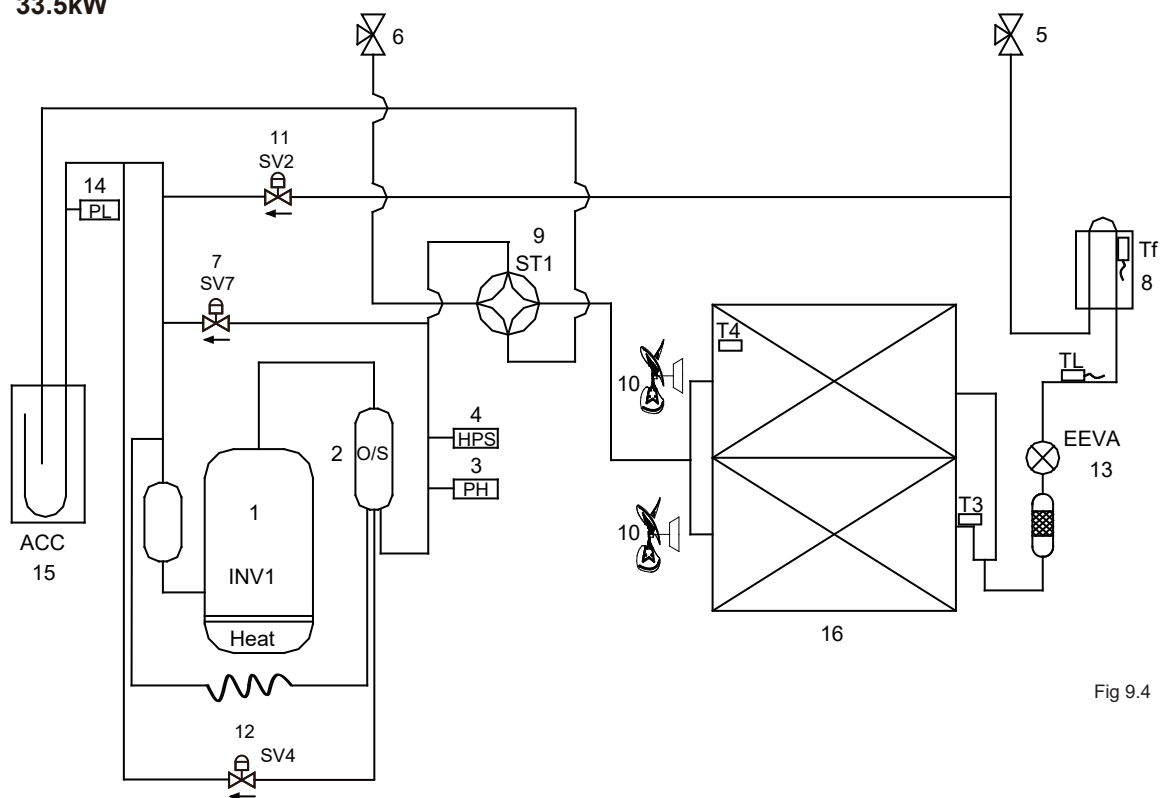 33.5kW
6
5
11
SV2
14
PL
9
ST1
7
SV7
Tf
8
T4
TL
10
4
HPS
2
O/S
EEVA
13
3
PH
1
T3
10
ACC
15
INV1
16
Heat
Fig 9.4
12
SV4